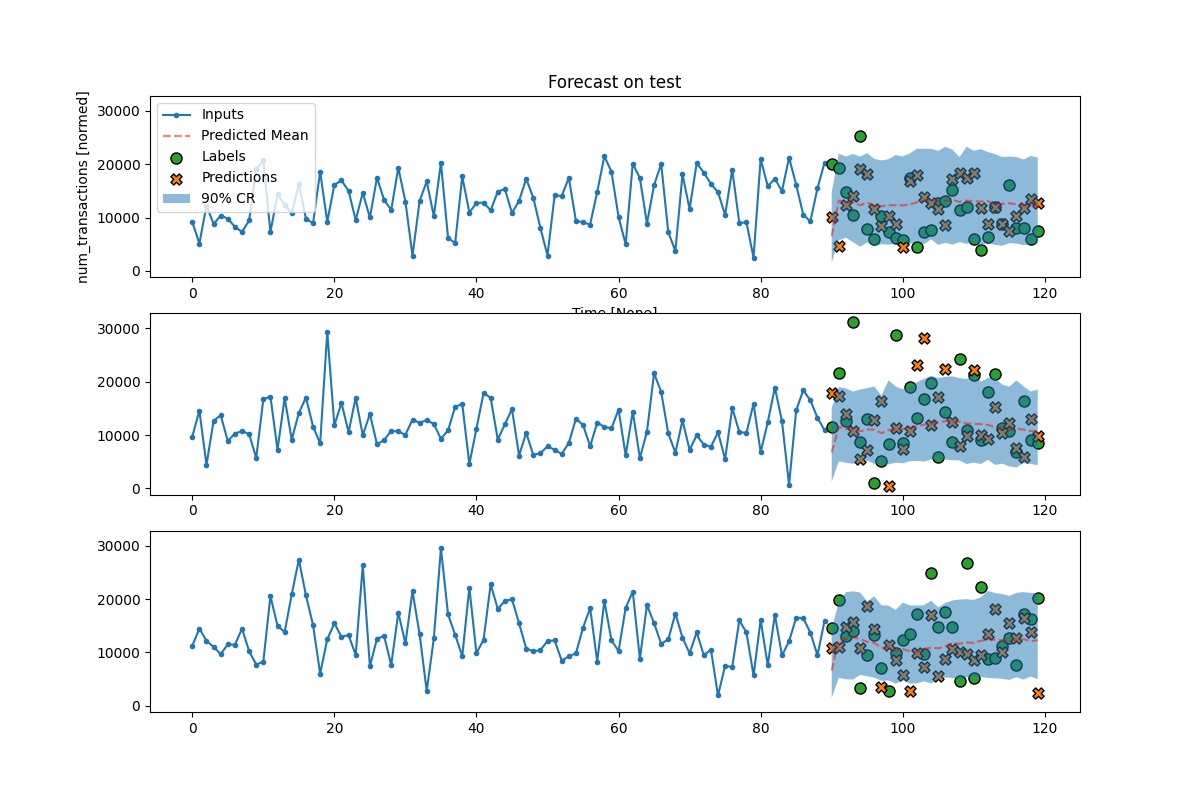 Forecast on test
num_transactions [normed]
30000
20000
10000
0
Inputs
Predicted Mean
Labels
Predictions
90% CR
0 20 40 60 80 100 120
Time [None]
30000
20000
10000
0
0 20 40 60 80 100 120
30000
20000
10000
0
0 20 40 60 80 100 120